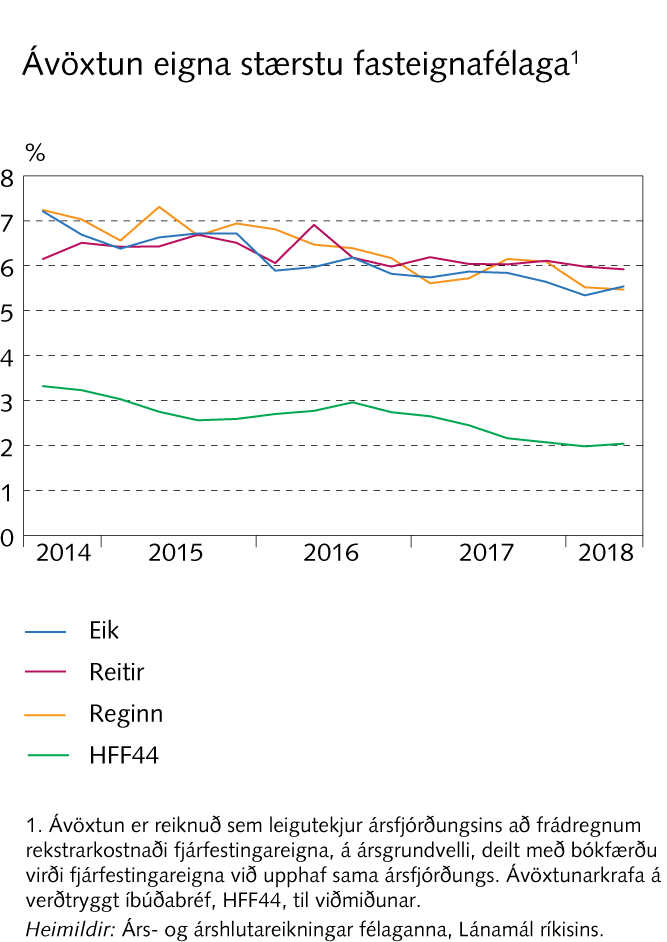 Ávöxtun eigna stærstu fasteignafélaga¹
%
8
7
6
5
4
3
2
1
0
2014 2015 2016 2017 2018
Eik
Reitir
Reginn
HFF44
1. Ávöxtun er reiknuð sem leigutekjur ársfjórðungsins að frádregnum
rekstrarkostnaði fjárfestingareigna, á ársgrundvelli, deilt með bókfærðu
virði fjárfestingareigna við upphaf sama ársfjórðungs. Ávöxtunarkrafa á
verðtryggt íbúðabréf, HFF44, til viðmiðunar.
Heimildir: Árs- og árshlutareikningar félaganna, Lánamál ríkisins.